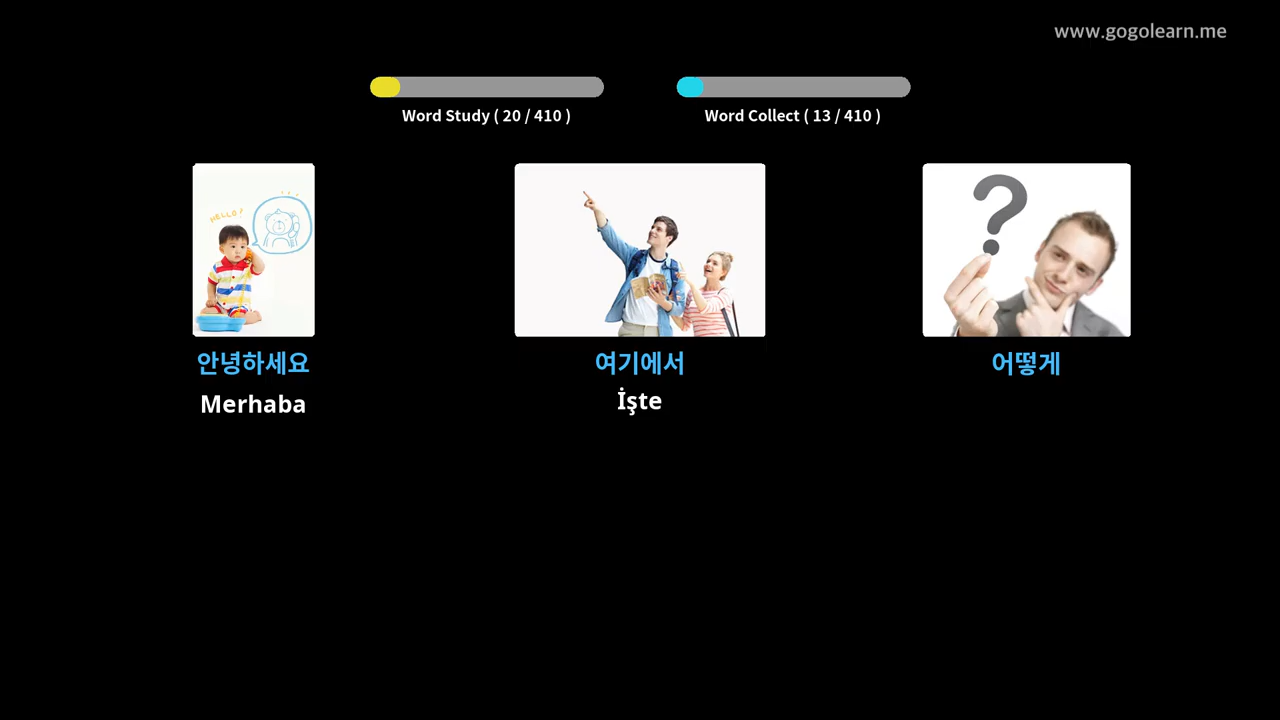 www.gogolearn.me
Word Study ( 20 / 410 )
Word Collect ( 13 / 410 )
HELLO?
안녕하세요
여기에서
어떻게
Merhaba
İşte